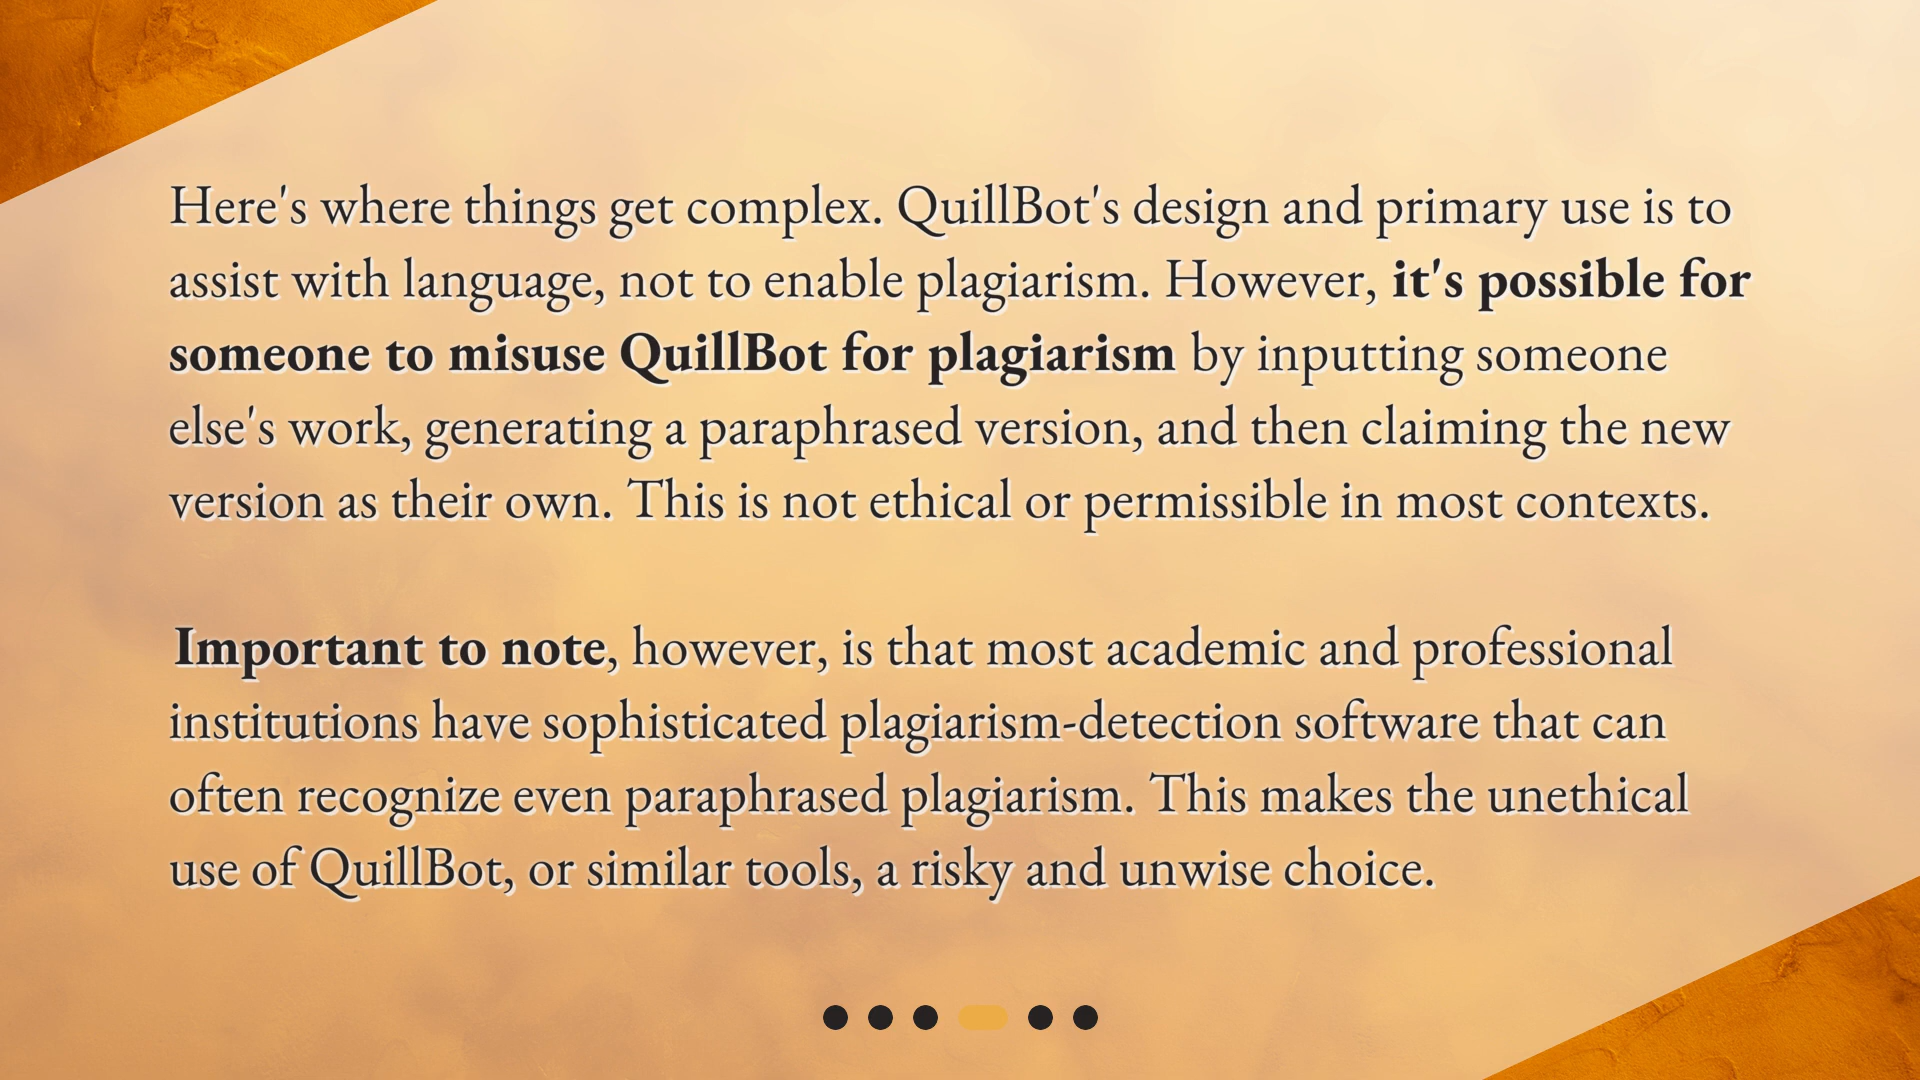 Here's where things get complex. QuillBot's design and primary use is to
assist with language, not to enable plagiarism. However, it's possible for
someone to misuse QuillBot for plagiarism by inputting someone
else's work, generating a paraphrased version, and then claiming the new
version as their own. This is not ethical or permissible in most contexts.
Important to note, however, is that most academic and professional
institutions have sophisticated plagiarism-detection software that can
often recognize even paraphrased plagiarism. This makes the unethical
use of QuillBot, or similar tools, a risky and unwise choice.